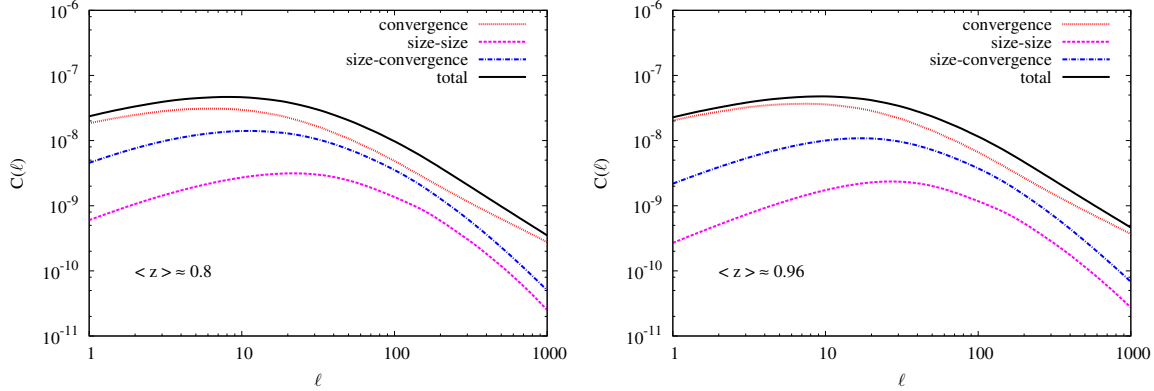 10⁻⁶
10⁻⁷
10⁻⁸
10⁻⁹
10⁻¹⁰
10⁻¹¹
C(ℓ)
convergence
size-size
size-convergence
total
< z > ≈ 0.8
1 10 100 1000
ℓ
10⁻⁶
10⁻⁷
10⁻⁸
10⁻⁹
10⁻¹⁰
10⁻¹¹
C(ℓ)
convergence
size-size
size-convergence
total
< z > ≈ 0.96
1 10 100 1000
ℓ